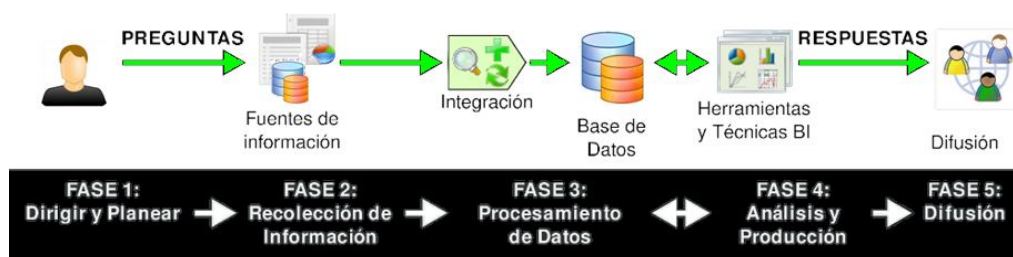 PREGUNTAS
RESPUESTAS
Fuentes de
información
Integración
Base de
Datos
Herramientas
y Técnicas BI
Difusión
FASE 1:
Dirigir y Planear
FASE 2:
Recolección de
Información
FASE 3:
Procesamiento
de Datos
FASE 4:
Análisis y
Producción
FASE 5:
Difusión